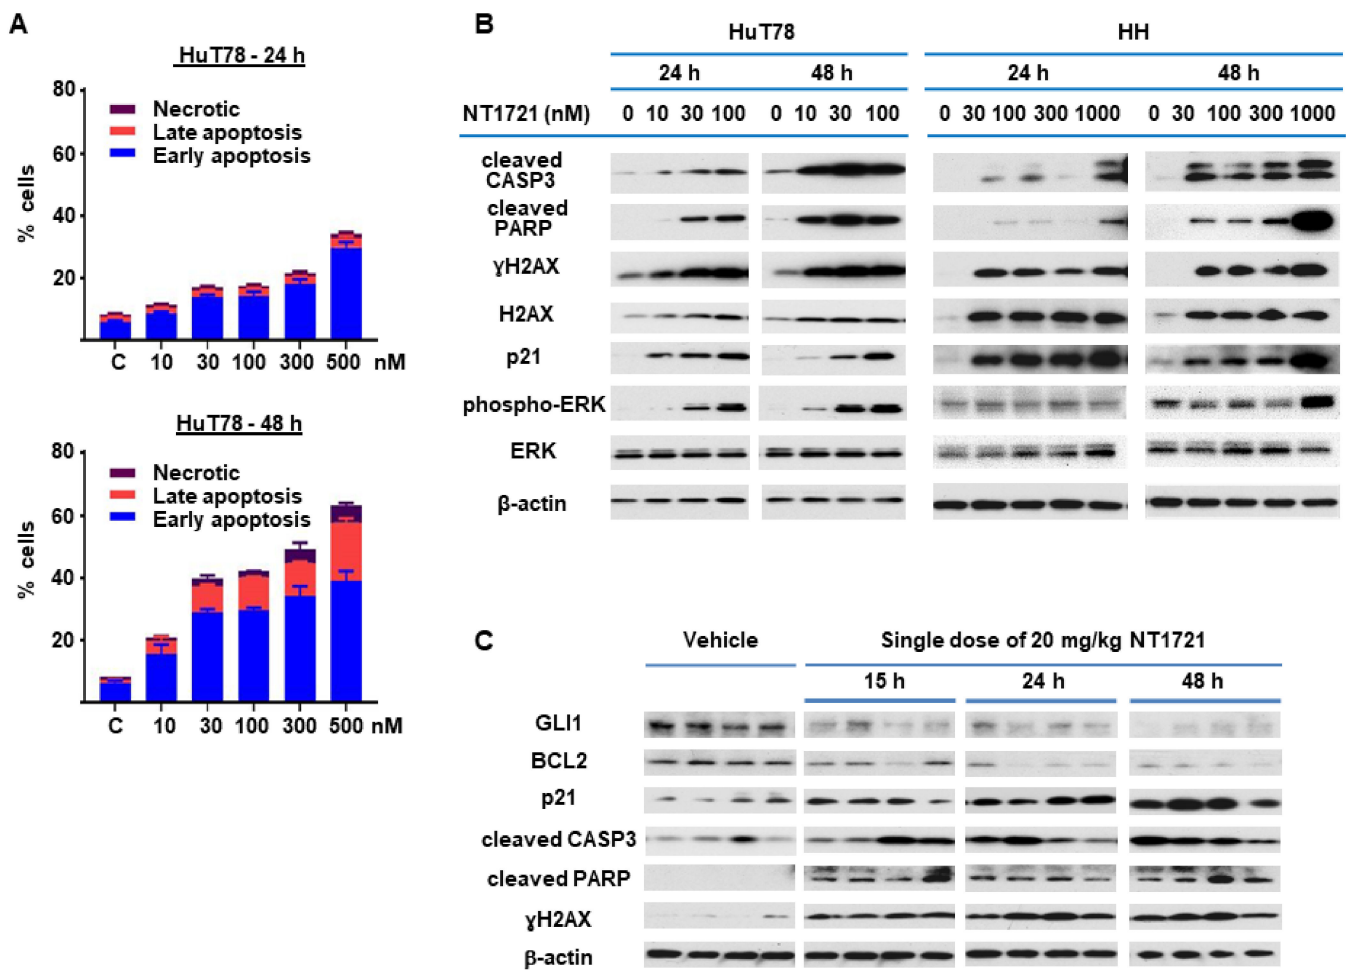 A
HuT78 - 24 h
80
60
40
20
% cells
Necrotic
Late apoptosis
Early apoptosis
C 10 30 100 300 500 nM
HuT78 - 48 h
80
60
40
20
% cells
Necrotic
Late apoptosis
Early apoptosis
C 10 30 100 300 500 nM
B
HuT78 HH
24 h 48 h 24 h 48 h
NT1721 (nM) 0 10 30 100 0 10 30 100 0 30 100 300 1000 0 30 100 300 1000
cleaved
CASP3
cleaved
PARP
ɣH2AX
H2AX
p21
phospho-ERK
ERK
β-actin
C
Vehicle Single dose of 20 mg/kg NT1721
15 h 24 h 48 h
GLI1
BCL2
p21
cleaved CASP3
cleaved PARP
ɣH2AX
β-actin